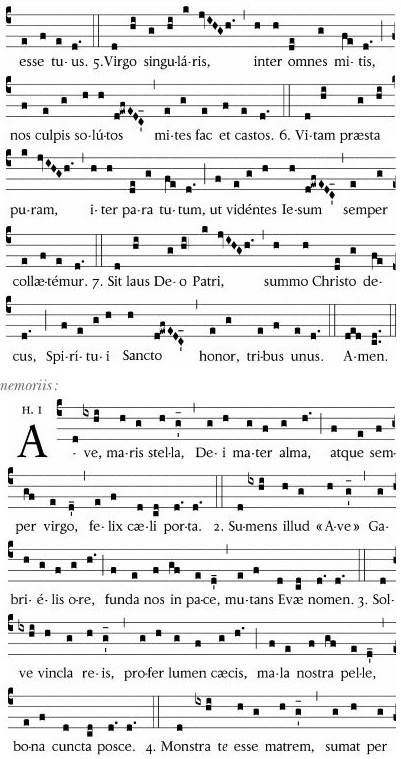 esse tu·us. 5.Virgo singu·lá·ris, inter omnes mi·tis,
nos culpis so·lú·tos mi·tes fac et castos. 6. Vi·tam præsta
pu·ram, i·ter pa·ra tu·tum, ut vidéntes Ie·sum semper
collætémur. 7. Sit laus De·o Patri, summo Christo de-
cus, Spi·rí·tu·i Sancto honor, tri·bus unus. A·men.
nemoriis:
H. I
A-ve, ma·ris stel·la, De·i ma·ter alma, atque sem-
per virgo, fe·lix cæ·li por·ta. 2. Su·mens illud «A·ve» Ga-
bri·é·lis o·re, funda nos in pa·ce, mu·tans Evæ nomen. 3. Sol-
ve vincla re·is, pro·fer lumen cæcis, ma·la nostra pel·le,
bo·na cuncta posce. 4. Monstra te esse matrem, sumat per